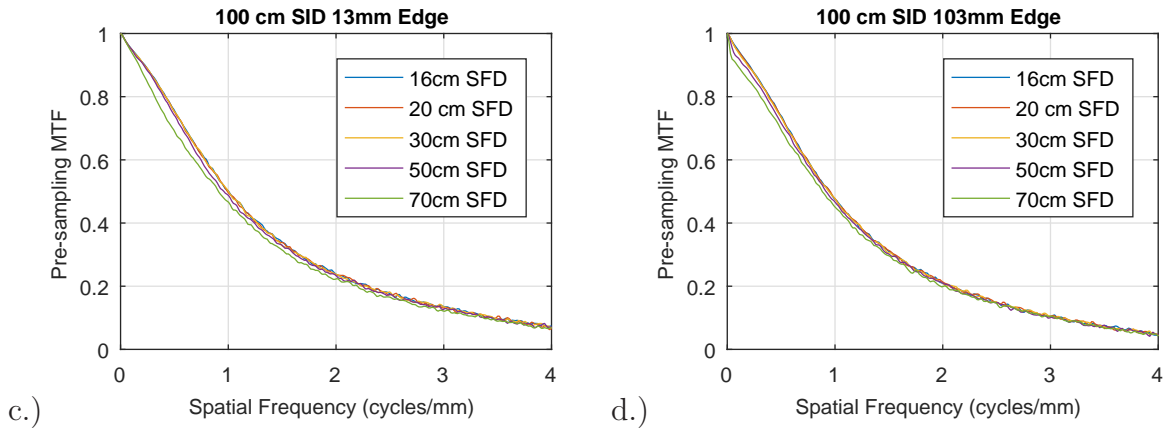 100 cm SID 13mm Edge
1
0.8
0.6
0.4
0.2
0
Pre-sampling MTF
16cm SFD
20 cm SFD
30cm SFD
50cm SFD
70cm SFD
0 1 2 3 4
Spatial Frequency (cycles/mm)
c.)
100 cm SID 103mm Edge
1
0.8
0.6
0.4
0.2
0
Pre-sampling MTF
16cm SFD
20 cm SFD
30cm SFD
50cm SFD
70cm SFD
0 1 2 3 4
Spatial Frequency (cycles/mm)
d.)